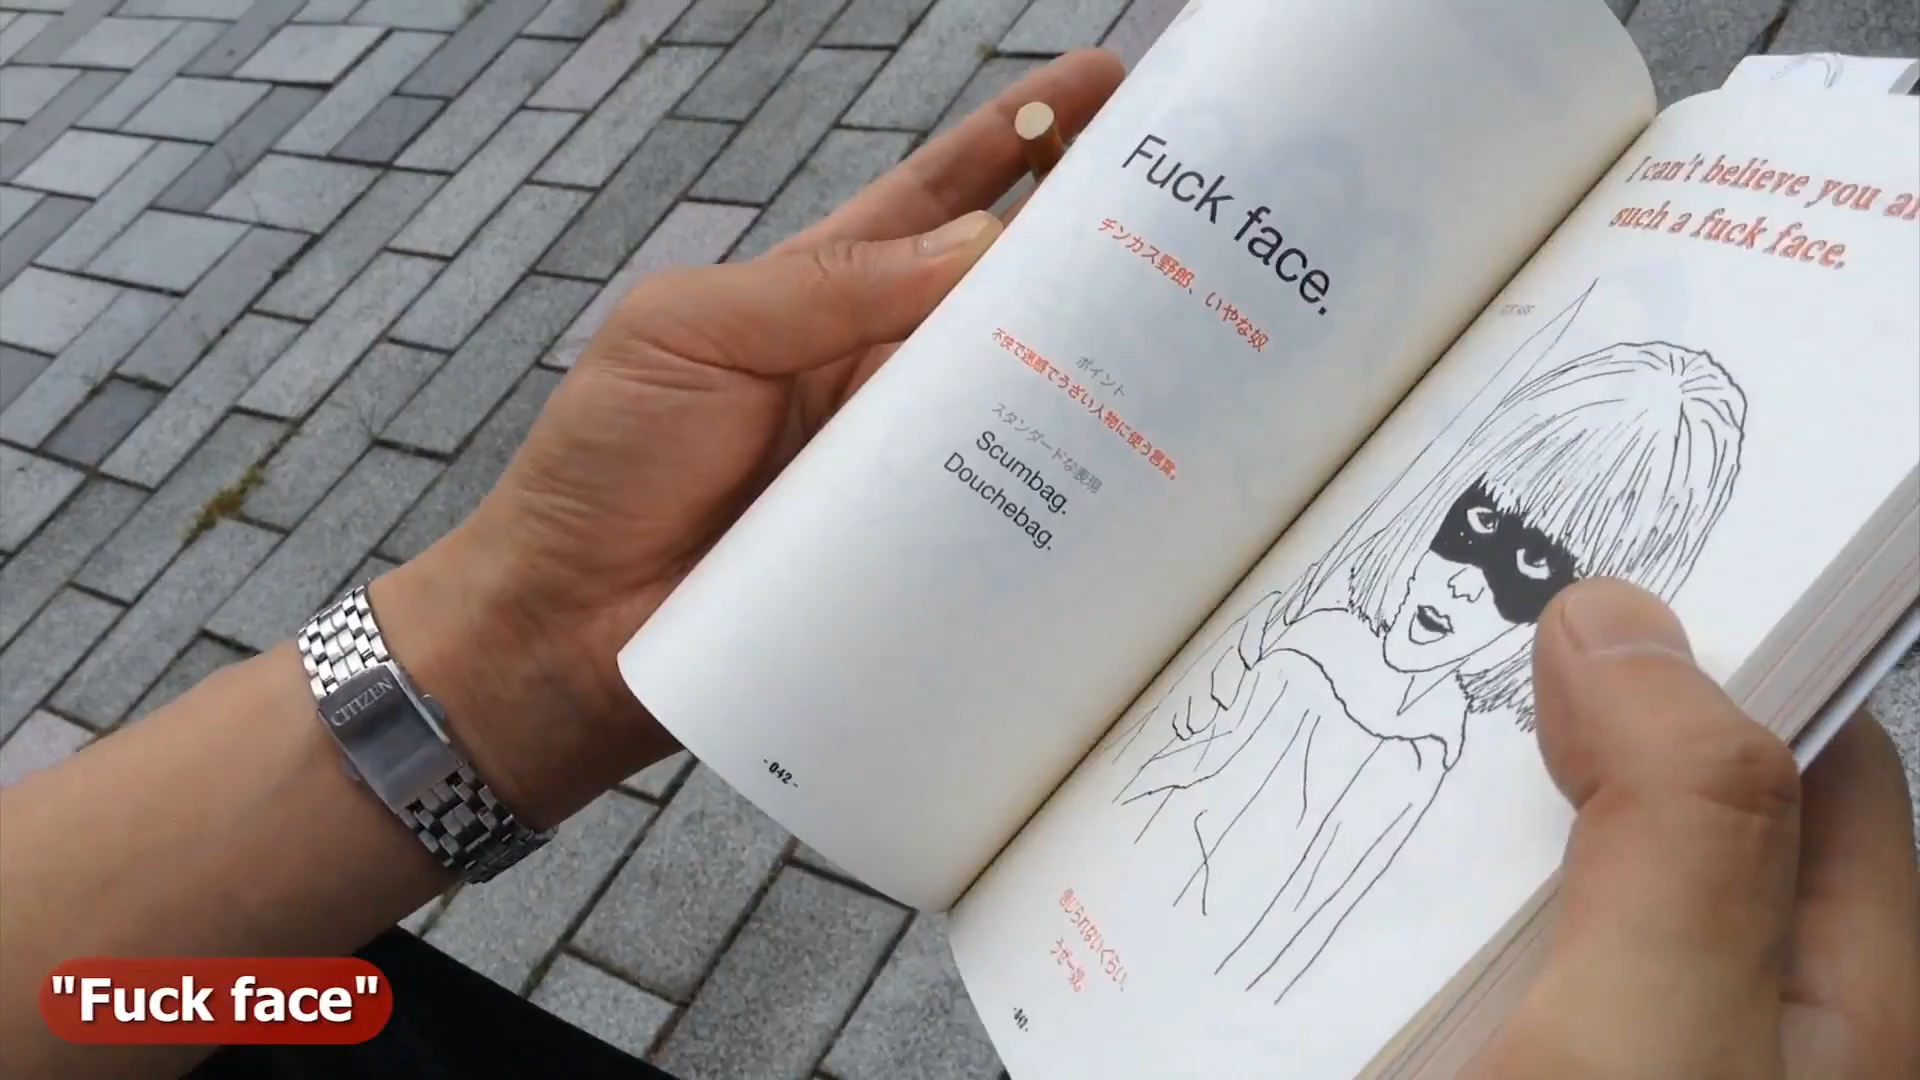 Fuck face.
チンカス野郎、いやな奴
ポイント
不快で迷惑でうざい人物に使う言葉。
スタンダードな表現
Scumbag.
Douchebag.
- 042 -
I can't believe you
such a fuck face.
信じられないくらい、
うぜー奴。
CITIZEN
"Fuck face"